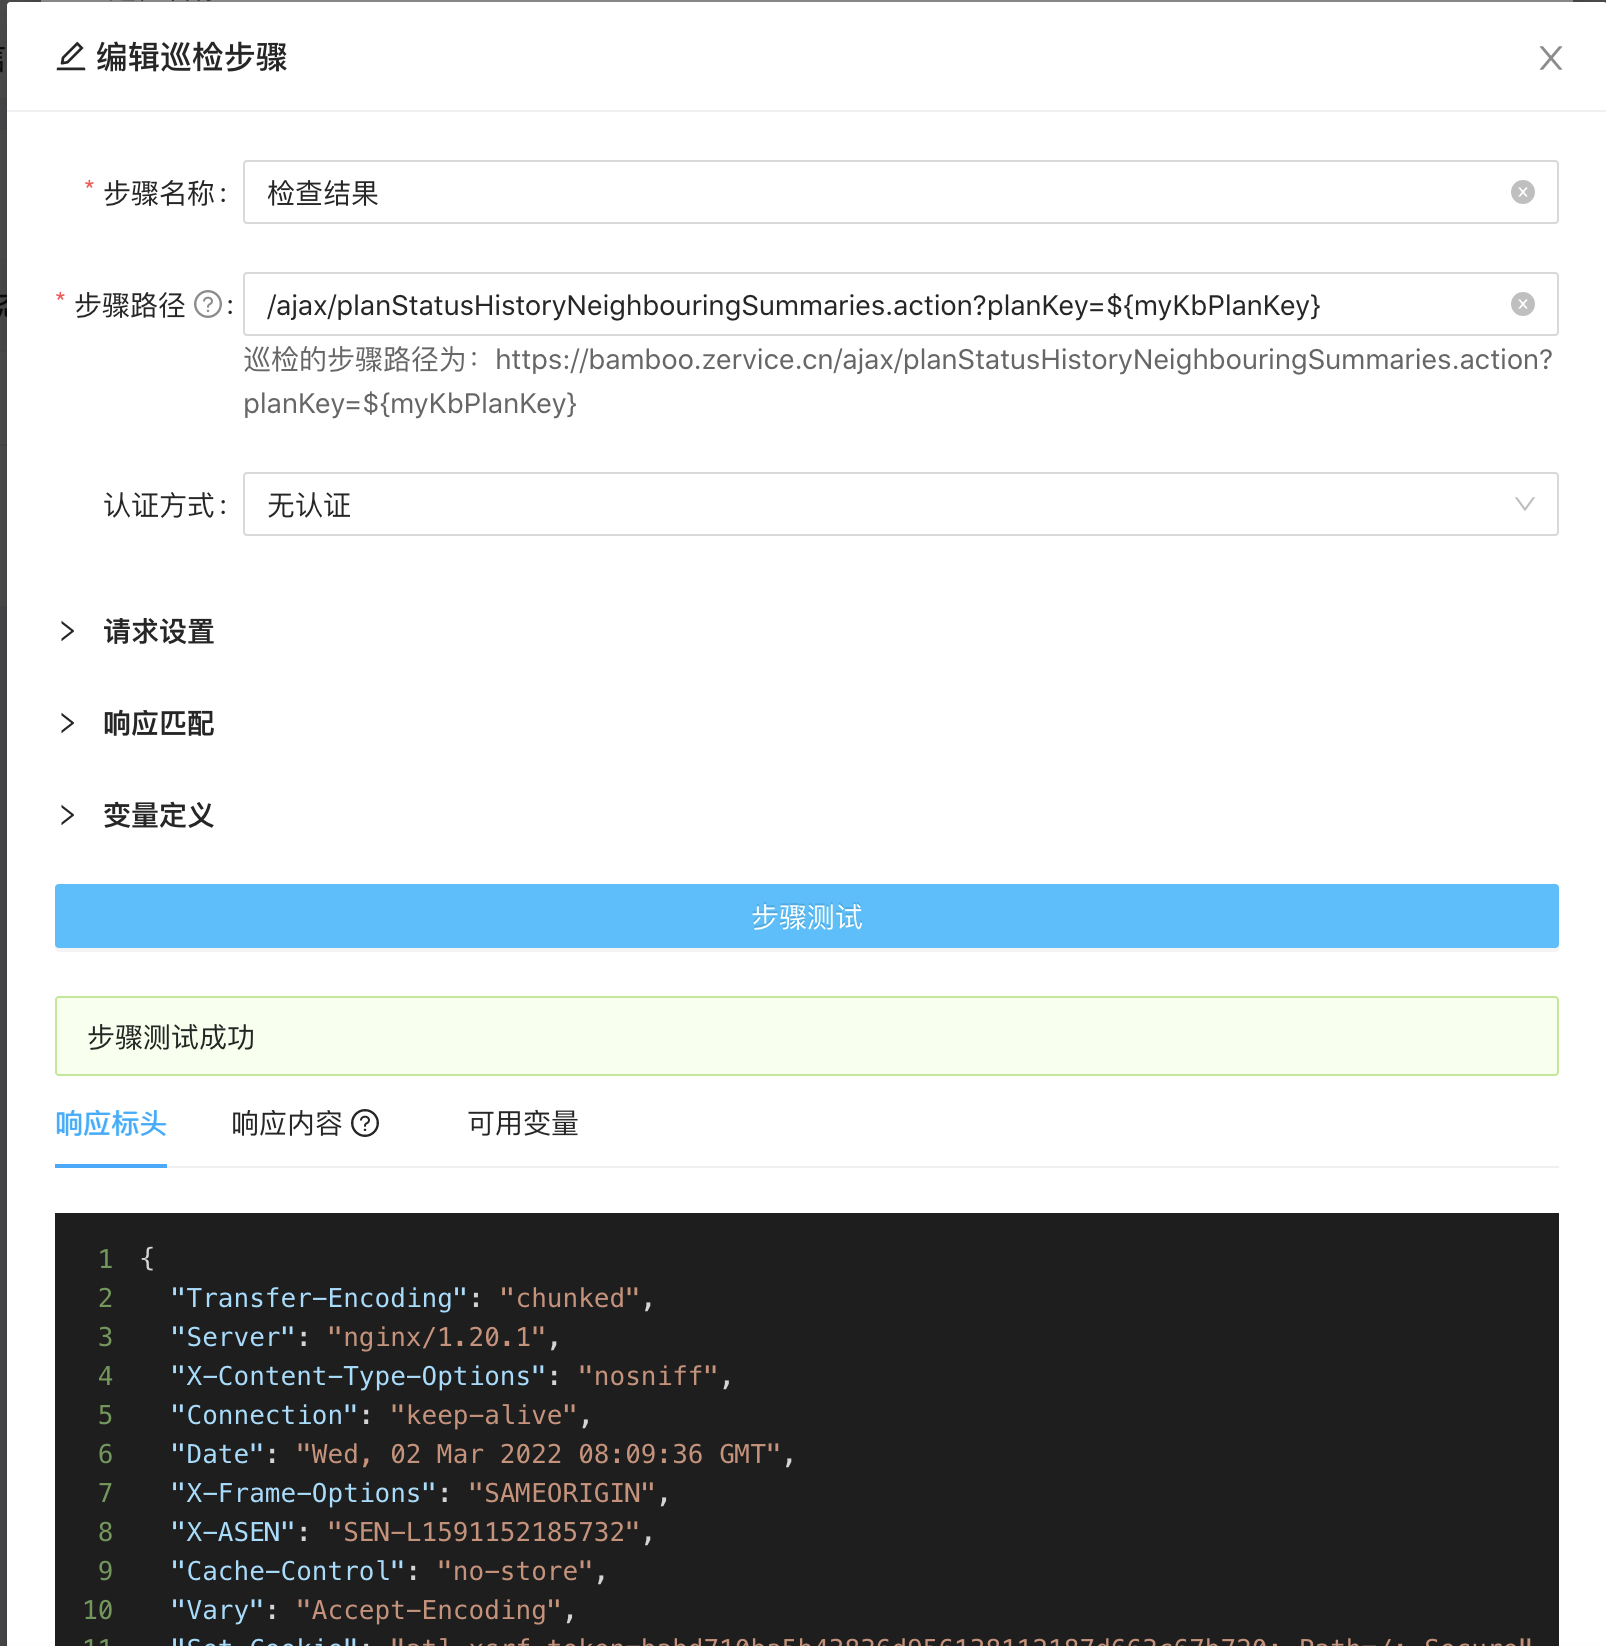 编辑巡检步骤
* 步骤名称: 检查结果
* 步骤路径 ? : /ajax/planStatusHistoryNeighbouringSummaries.action?planKey=${myKbPlanKey}
巡检的步骤路径为: https://bamboo.zervice.cn/ajax/planStatusHistoryNeighbouringSummaries.action?
planKey=${myKbPlanKey}
认证方式: 无认证
请求设置
响应匹配
变量定义
步骤测试
步骤测试成功
响应标头 响应内容 ? 可用变量
1 {
2 "Transfer-Encoding": "chunked",
3 "Server": "nginx/1.20.1",
4 "X-Content-Type-Options": "nosniff",
5 "Connection": "keep-alive",
6 "Date": "Wed, 02 Mar 2022 08:09:36 GMT",
7 "X-Frame-Options": "SAMEORIGIN",
8 "X-ASEN": "SEN-L1591152185732",
9 "Cache-Control": "no-store",
10 "Vary": "Accept-Encoding",
11 "Set-Cookie":